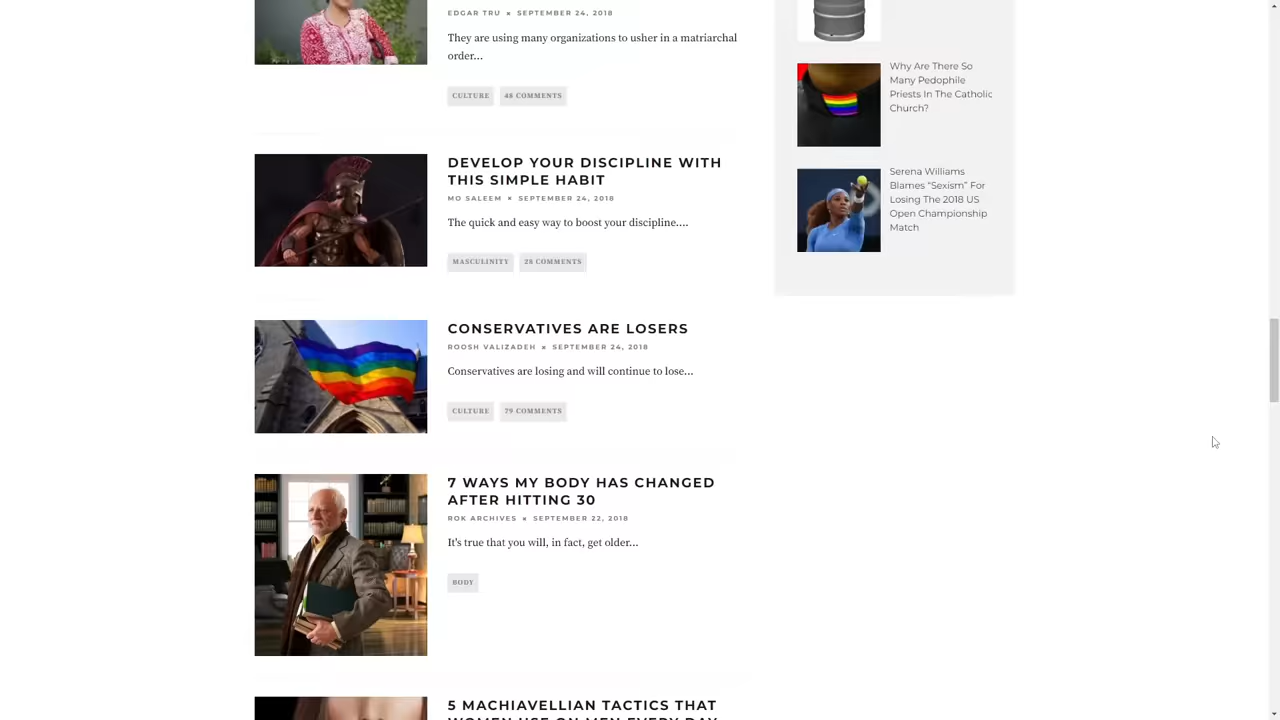 EDGAR TRU × SEPTEMBER 24, 2018
They are using many organizations to usher in a matriarchal
order...
CULTURE 48 COMMENTS
DEVELOP YOUR DISCIPLINE WITH
THIS SIMPLE HABIT
MO SALEEM × SEPTEMBER 24, 2018
The quick and easy way to boost your discipline....
MASCULINITY 28 COMMENTS
CONSERVATIVES ARE LOSERS
ROOSH VALIZADEH × SEPTEMBER 24, 2018
Conservatives are losing and will continue to lose...
CULTURE 79 COMMENTS
7 WAYS MY BODY HAS CHANGED
AFTER HITTING 30
ROK ARCHIVES × SEPTEMBER 22, 2018
It's true that you will, in fact, get older...
BODY
5 MACHIAVELLIAN TACTICS THAT
WOMEN USE ON MEN EVERY DAY
Why Are There So
Many Pedophile
Priests In The Catholic
Church?
Serena Williams
Blames “Sexism” For
Losing The 2018 US
Open Championship
Match